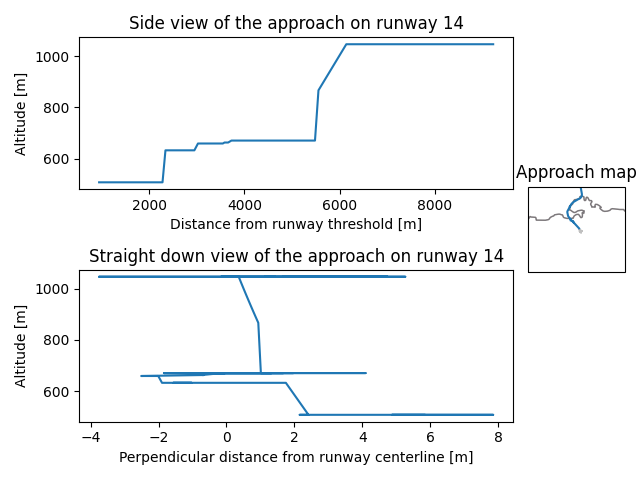 Side view of the approach on runway 14
1000
800
600
Altitude [m]
2000 4000 6000 8000
Distance from runway threshold [m]
Approach map
Straight down view of the approach on runway 14
1000
800
600
Altitude [m]
−4 −2 0 2 4 6 8
Perpendicular distance from runway centerline [m]